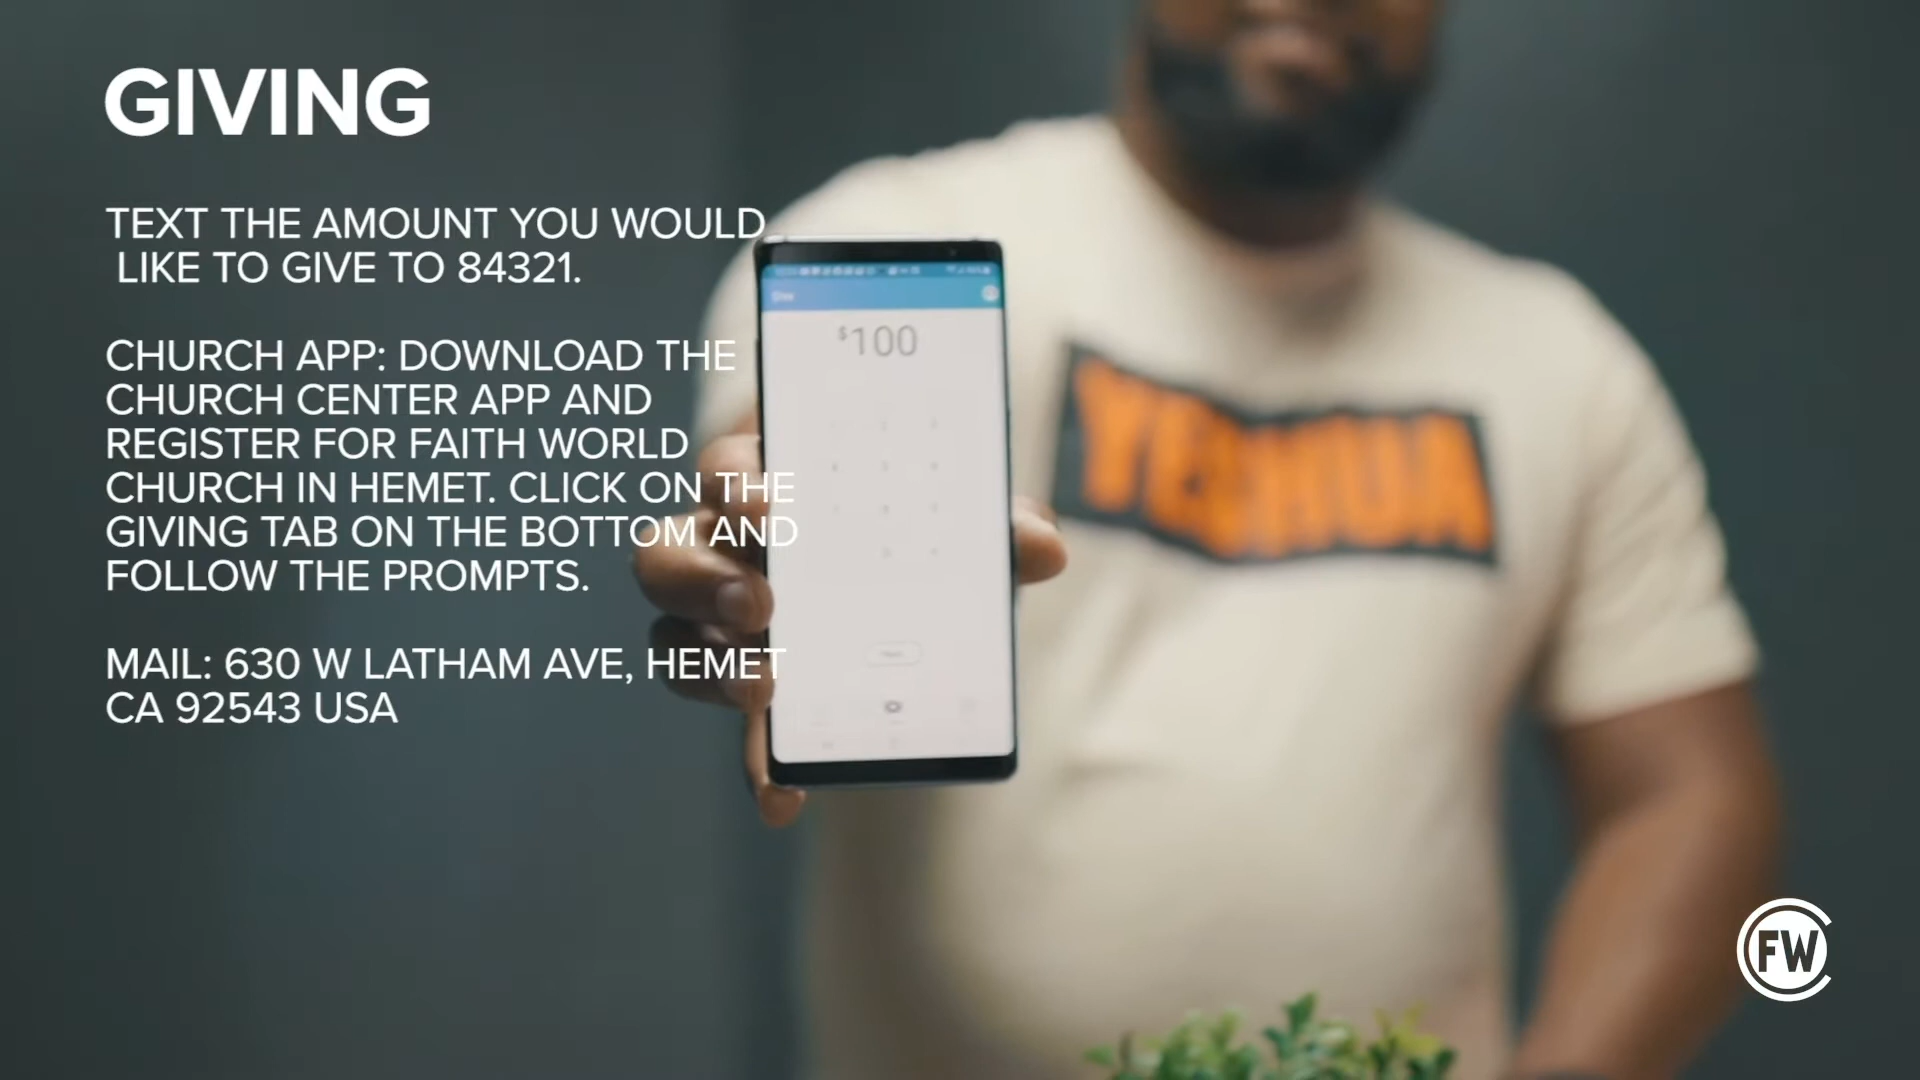 GIVING
TEXT THE AMOUNT YOU WOULD
LIKE TO GIVE TO 84321.
CHURCH APP: DOWNLOAD THE
CHURCH CENTER APP AND
REGISTER FOR FAITH WORLD
CHURCH IN HEMET. CLICK ON THE
GIVING TAB ON THE BOTTOM AND
FOLLOW THE PROMPTS.
MAIL: 630 W LATHAM AVE, HEMET
CA 92543 USA
$100
YESHUA
FW